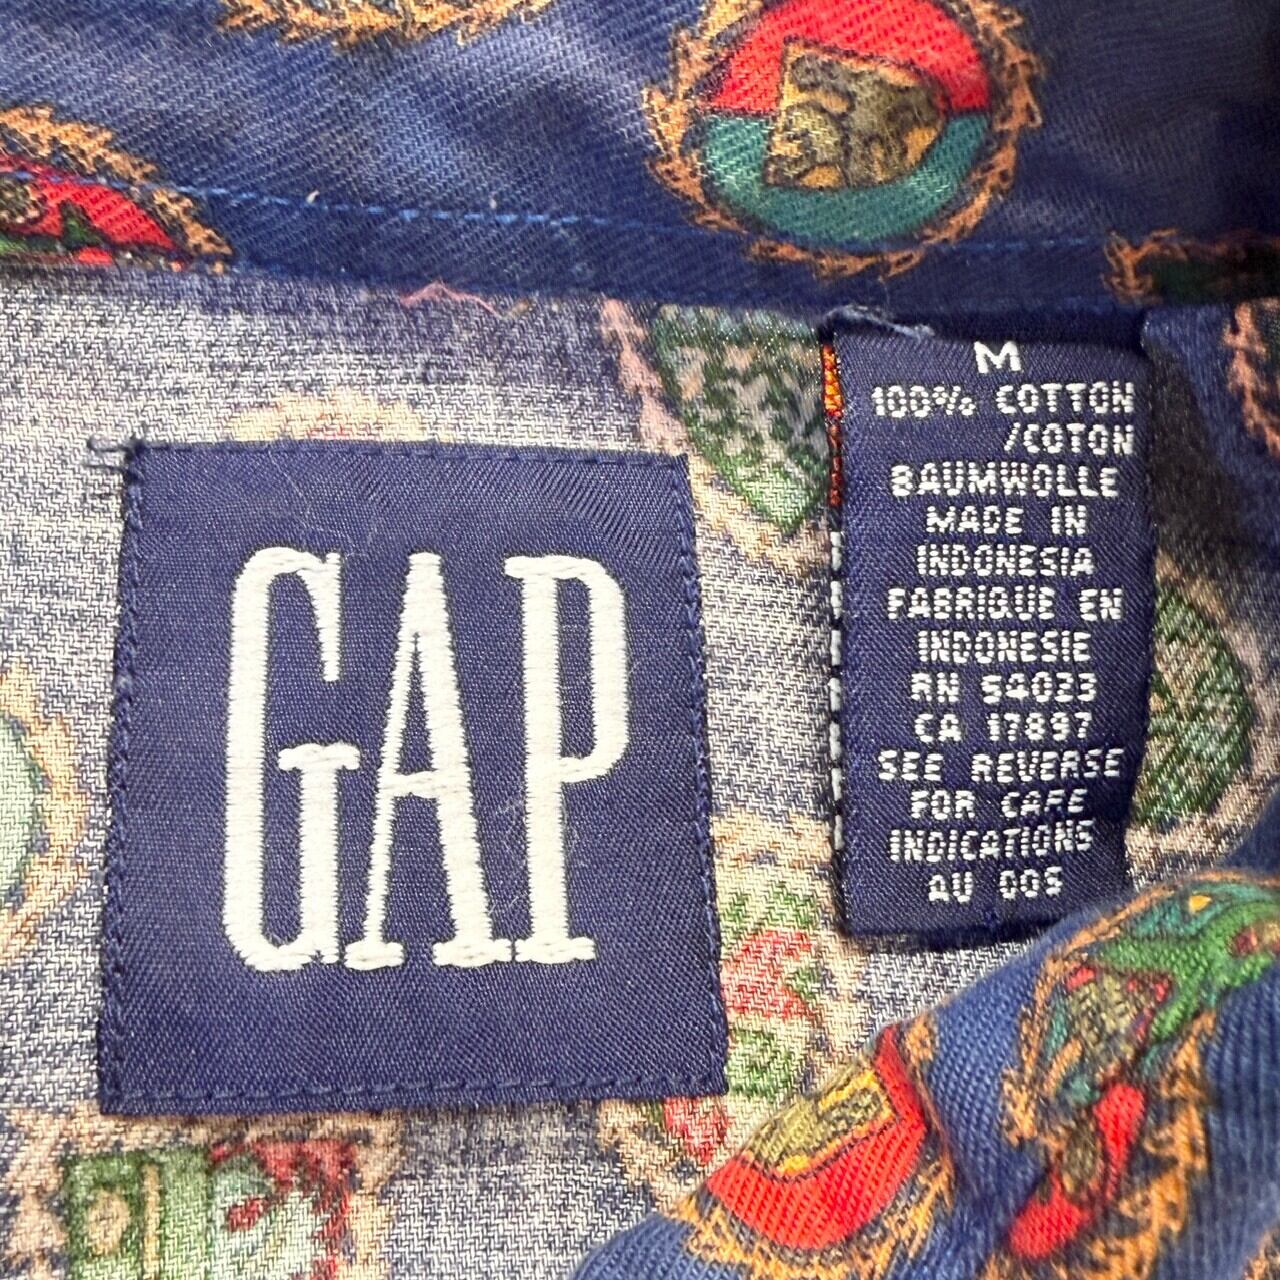 GAP
M
100% COTTON
/COTON
BAUMWOLLE
MADE IN
INDONESIA
FABRIQUE EN
INDONESIE
RN 54023
CA 17897
SEE REVERSE
FOR CARE
INDICATIONS
AU DOS